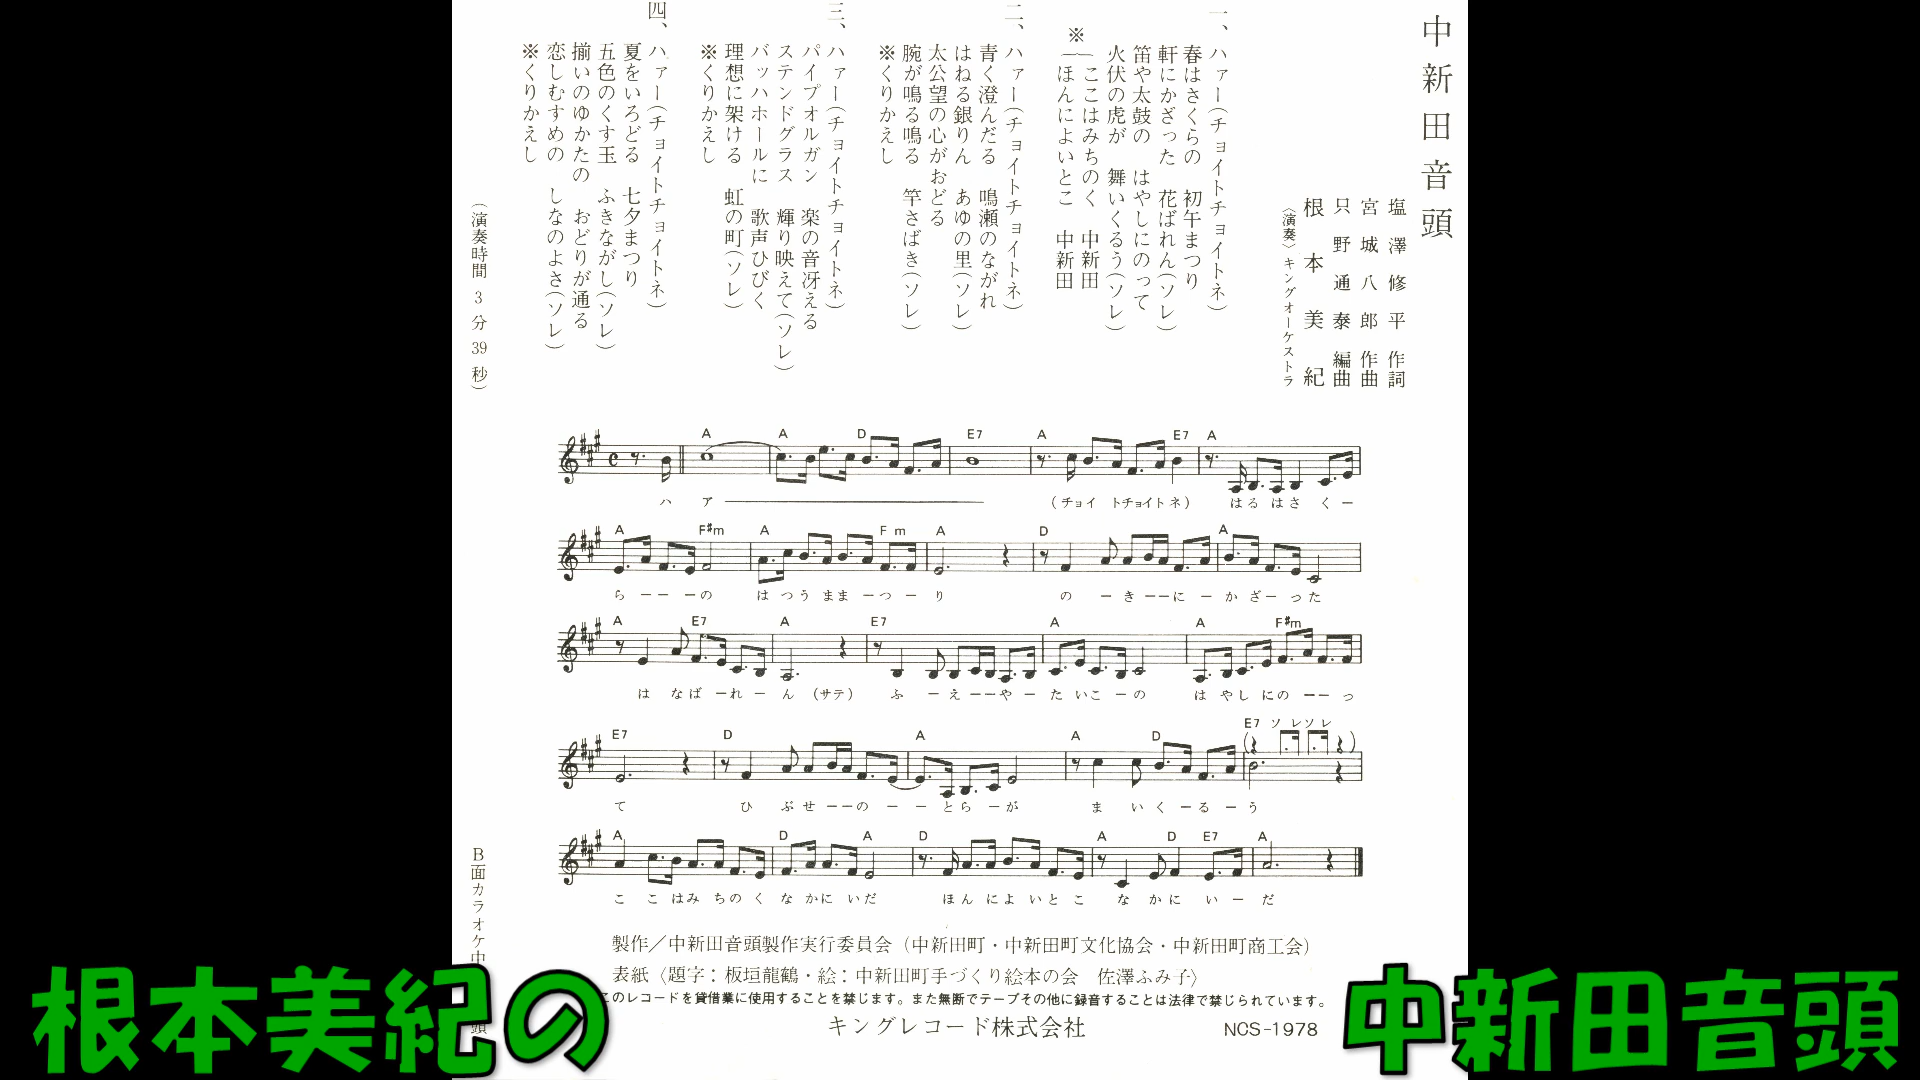 中新田音頭
塩澤修平 作詞
宮城八郎 作曲
只野通泰 編曲
根本美紀
〈演奏〉キングオーケストラ
一、ハァー(チョイトチョイトネ)
春はさくらの 初午まつり
軒にかざった 花ばれん(ソレ)
笛や太鼓の はやしにのって
火伏の虎が 舞いくるう(ソレ)
※
ここはみちのく 中新田
ほんによいとこ 中新田
二、ハァー(チョイトチョイトネ)
青く澄んだる 鳴瀬のながれ
はねる銀りん あゆの里(ソレ)
太公望の心がおどる
腕が鳴る鳴る 竿さばき(ソレ)
※くりかえし
三、ハァー(チョイトチョイトネ)
パイプオルガン 楽の音冴える
ステンドグラス 輝り映えて(ソレ)
バッハホールに 歌声ひびく
理想に架ける 虹の町(ソレ)
※くりかえし
四、ハァー(チョイトチョイトネ)
夏をいろどる 七夕まつり
五色のくす玉 ふきながし(ソレ)
揃いのゆかたの おどりが通る
恋しむすめの しなのよさ(ソレ)
※くりかえし
(演奏時間 3分39秒)
B面カラオケ中
頭
A A D E7 A E7 A
ハ ア (チョイ トチョイト ネ) はる はさ くー
A F#m A F m A D A
らーーーの はつうままーつーり のーきーーにーかざーった
A E7 A E7 A A F#m
はなばーれーん (サテ) ふーえーーやーたいこーの はやしにのーーっ
E7 D A A D E7 ソ レソ レ
て ひぶせーーのーーとらーが まいくーるーう
A D A D A D E7 A
ここはみちのく なかにいだ ほんによいとこ なかにいーだ
製作／中新田音頭製作実行委員会（中新田町・中新田町文化協会・中新田町商工会）
表紙〈題字：板垣龍鶴・絵：中新田町手づくり絵本の会 佐澤ふみ子〉
このレコードを賃借業に使用することを禁じます。また無断でテープその他に録音することは法律で禁じられています。
キングレコード株式会社 NCS-1978
根本美紀の
中新田音頭